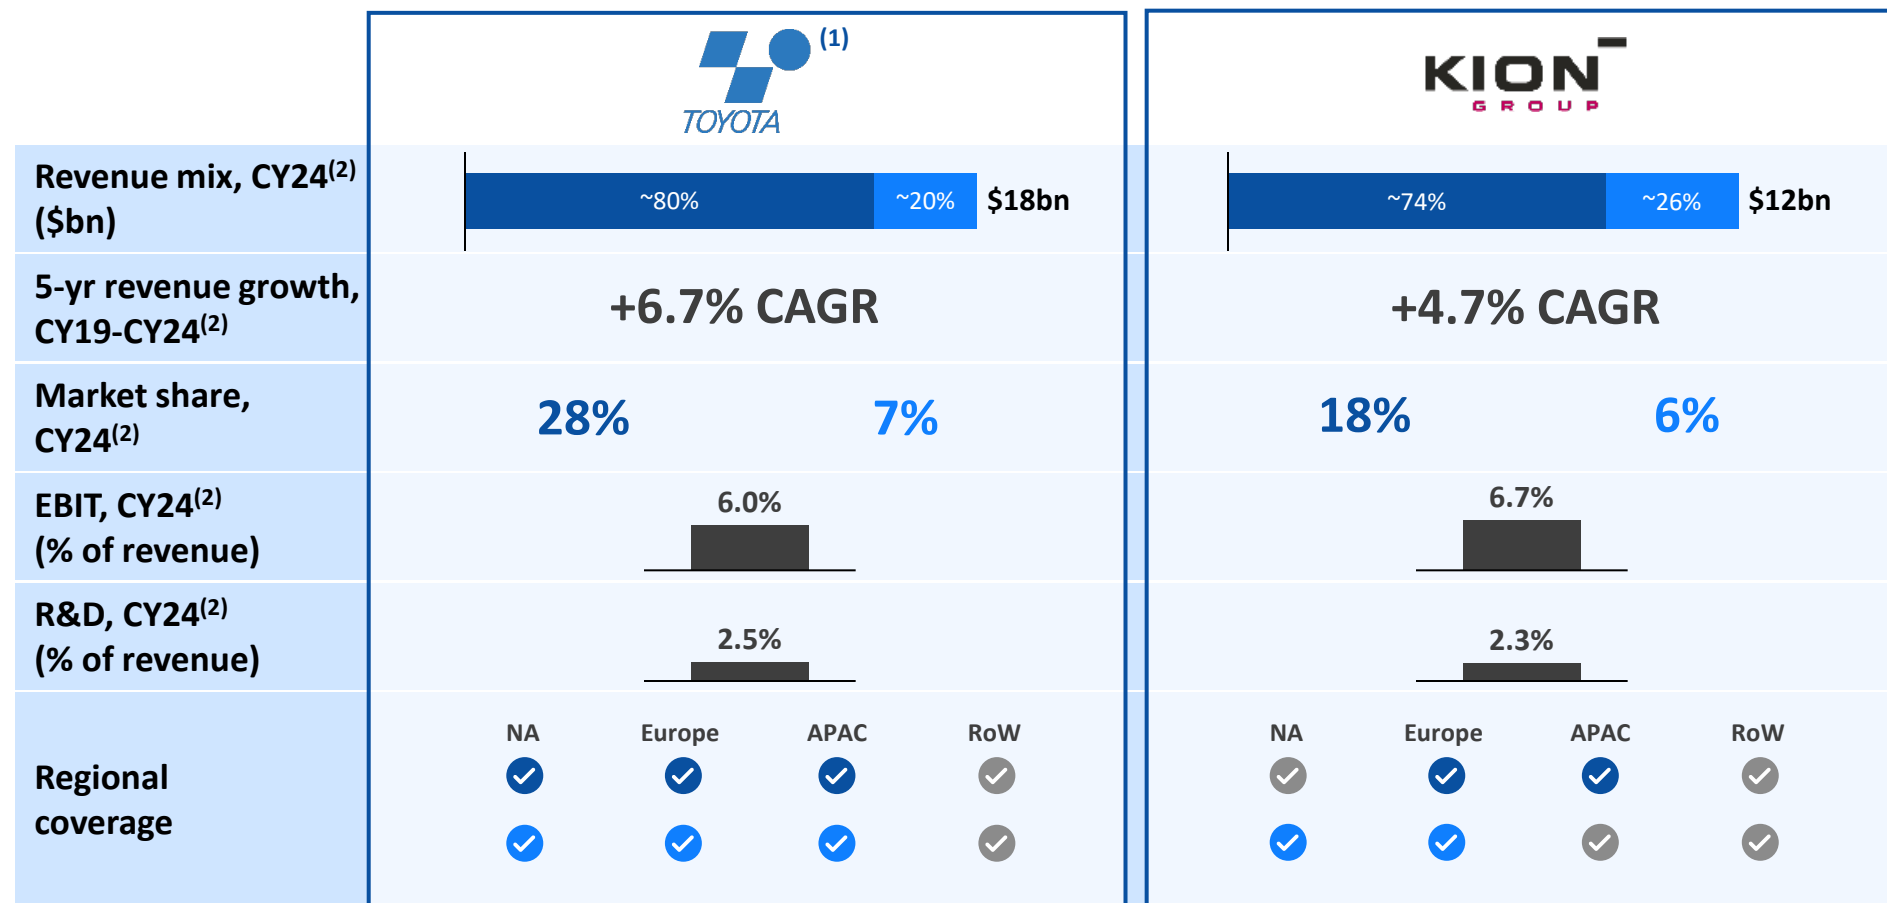 TOYOTA
(1)
KION
GROUP
Revenue mix, CY24(2)
($bn)
~80%
~20%
$18bn
~74%
~26%
$12bn
5-yr revenue growth,
CY19-CY24(2)
+6.7% CAGR
+4.7% CAGR
Market share,
CY24(2)
28%
7%
18%
6%
EBIT, CY24(2)
(% of revenue)
6.0%
6.7%
R&D, CY24(2)
(% of revenue)
2.5%
2.3%
Regional
coverage
NA Europe APAC RoW
NA Europe APAC RoW